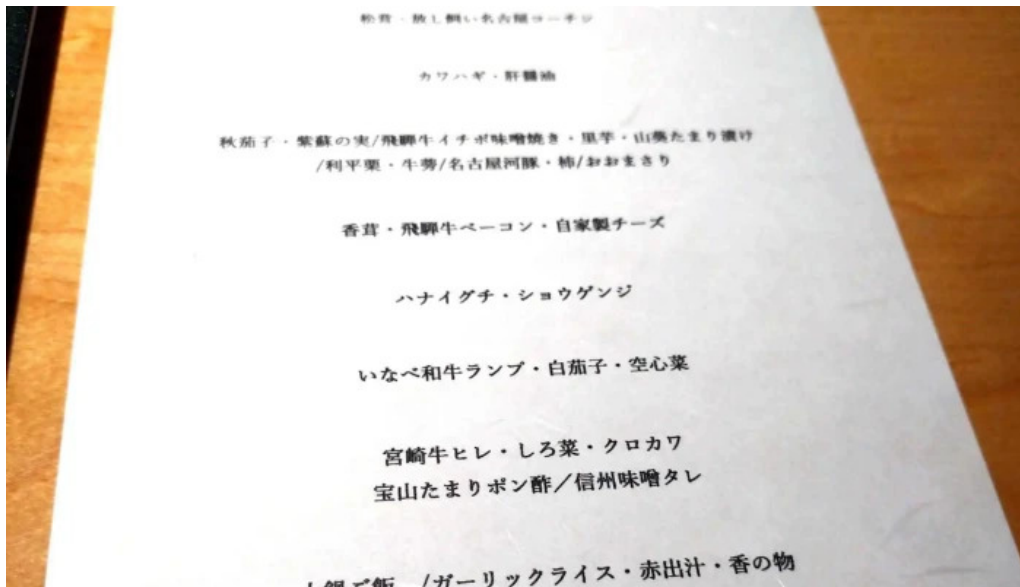 松茸・放し飼い名古屋コーチン
カワハギ・肝醤油
秋茄子・紫蘇の実/飛騨牛イチボ味噌焼き・里芋・山葵たまり漬け
/利平栗・牛蒡/名古屋河豚・柿/おおまさり
香茸・飛騨牛ベーコン・自家製チーズ
ハナイグチ・ショウゲンジ
いなべ和牛ランプ・白茄子・空心菜
宮崎牛ヒレ・しろ菜・クロカワ
宝山たまりポン酢／信州味噌タレ
土鍋ご飯 /ガーリックライス・赤出汁・香の物